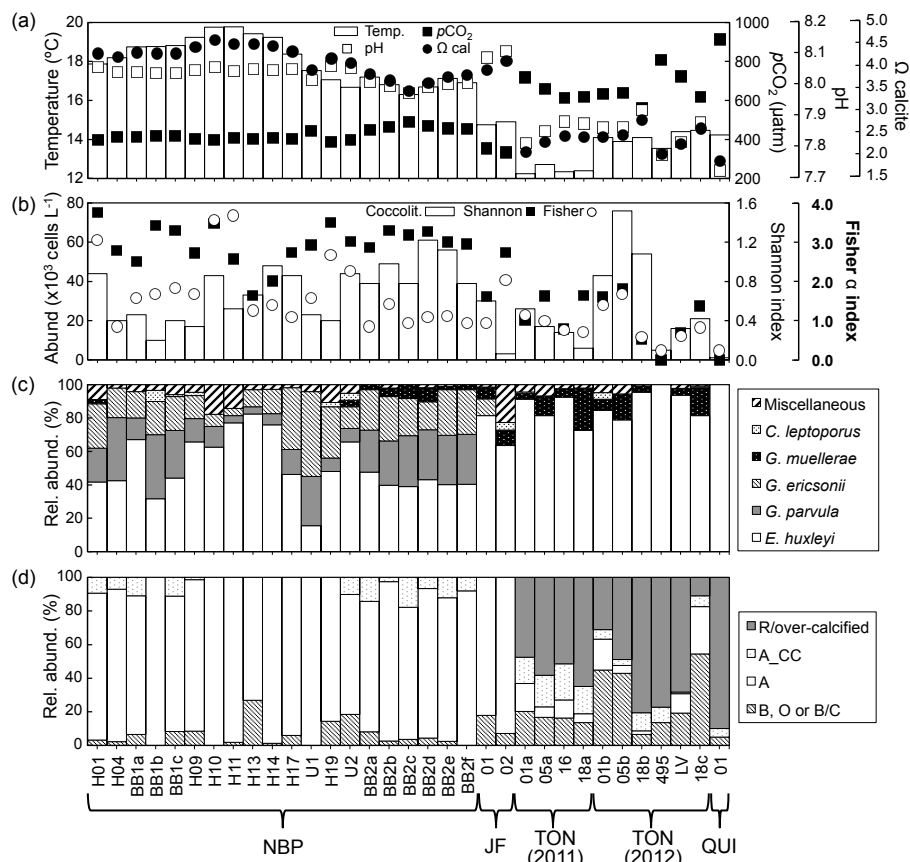 (a)
Temperature (ºC)
20
18
16
14
12
Temp.
pCO2
pH
Ω cal
1000
800
600
400
200
pCO2 (µatm)
8.2
8.1
8.0
7.9
7.8
7.7
pH
5.0
4.5
4.0
3.5
3.0
2.5
2.0
1.5
Ω calcite
(b)
Abund (x10³ cells L⁻¹)
80
60
40
20
0
Coccolit.
Shannon
Fisher
1.6
1.2
0.8
0.4
0.0
Shannon index
4.0
3.0
2.0
1.0
0.0
Fisher α index
(c)
Rel. abund. (%)
100
80
60
40
20
0
Miscellaneous
C. leptoporus
G. muellerae
G. ericsonii
G. parvula
E. huxleyi
(d)
Rel. abund. (%)
100
80
60
40
20
0
R/over-calcified
A_CC
A
B, O or B/C
H01
H04
BB1a
BB1b
BB1c
H09
H10
H11
H13
H14
H17
U1
H19
U2
BB2a
BB2b
BB2c
BB2d
BB2e
BB2f
01
02
01a
05a
16
18a
01b
05b
18b
495
LV
18c
01
NBP
JF
TON
(2011)
TON
(2012)
QUI